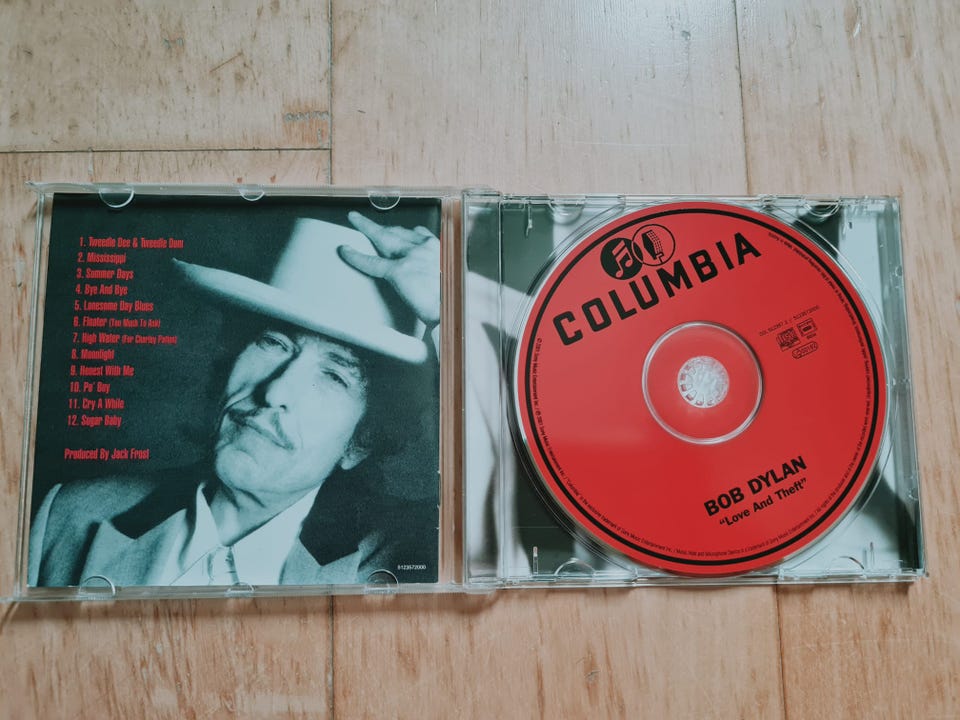 1. Tweedle Dee & Tweedle Dum
2. Mississippi
3. Summer Days
4. Bye And Bye
5. Lonesome Day Blues
6. Floater (Too Much To Ask)
7. High Water (For Charley Patton)
8. Moonlight
9. Honest With Me
10. Po' Boy
11. Cry A While
12. Sugar Baby
Produced By Jack Frost
5123572000
COLUMBIA
BOB DYLAN
"Love And Theft"